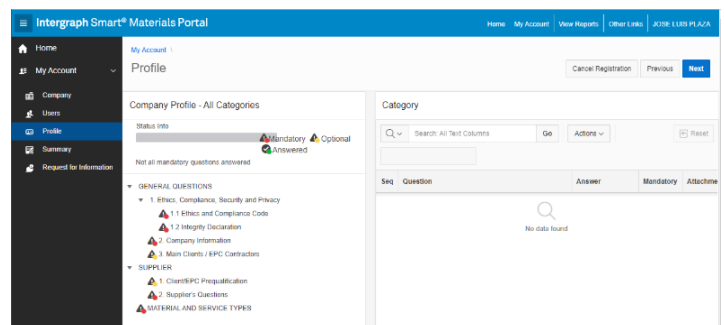 Intergraph Smart® Materials Portal
Home My Account View Reports Other Links JOSE LUIS PLAZA
Home
My Account
Company
Users
Profile
Summary
Request for Information
My Account \
Profile
Cancel Registration Previous Next
Company Profile - All Categories
Status Info
Mandatory Optional
Answered
Not all mandatory questions answered
GENERAL QUESTIONS
1. Ethics, Compliance, Security and Privacy
1.1 Ethics and Compliance Code
1.2 Integrity Declaration
2. Company Information
3. Main Clients / EPC Contractors
SUPPLIER
1. Client/EPC Prequalification
2. Supplier's Questions
MATERIAL AND SERVICE TYPES
Category
Search: All Text Columns Go Actions Reset
Seq Question Answer Mandatory Attachme
No data found